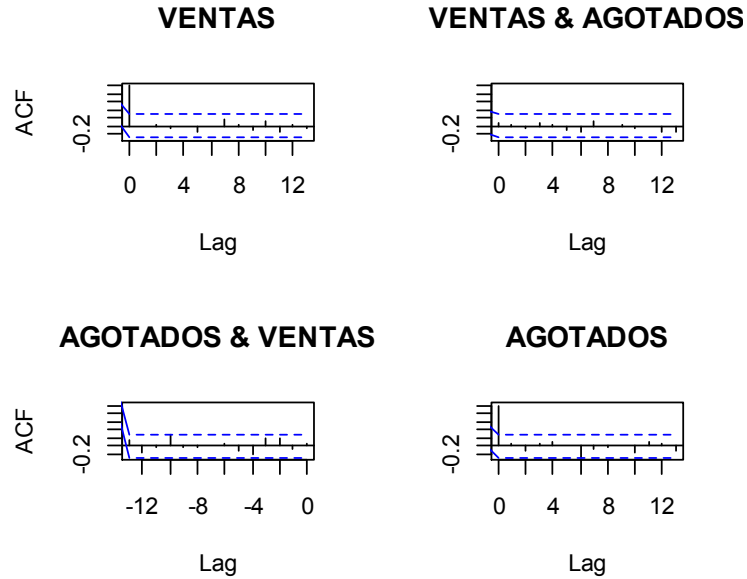 VENTAS
VENTAS & AGOTADOS
ACF
-0.2
-0.2
0 4 8 12
0 4 8 12
Lag
Lag
AGOTADOS & VENTAS
AGOTADOS
ACF
-0.2
-0.2
-12 -8 -4 0
0 4 8 12
Lag
Lag